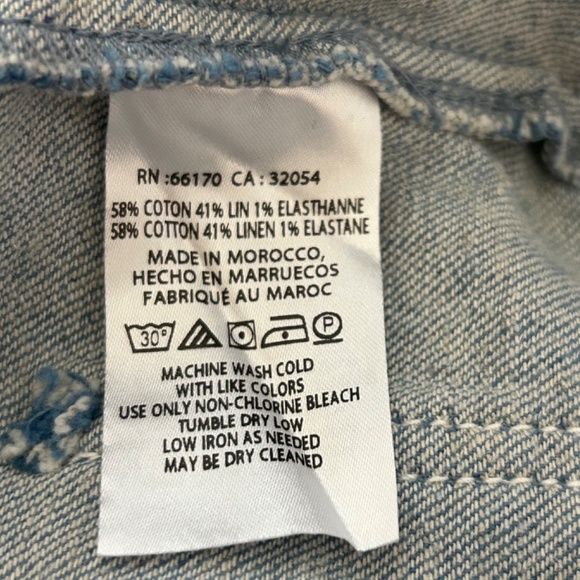 RN :66170 CA : 32054
58% COTON 41% LIN 1% ELASTHANNE
58% COTTON 41% LINEN 1% ELASTANE
MADE IN MOROCCO,
HECHO EN MARRUECOS
FABRIQUÉ AU MAROC
30° P
MACHINE WASH COLD
WITH LIKE COLORS
USE ONLY NON-CHLORINE BLEACH
TUMBLE DRY LOW
LOW IRON AS NEEDED
MAY BE DRY CLEANED